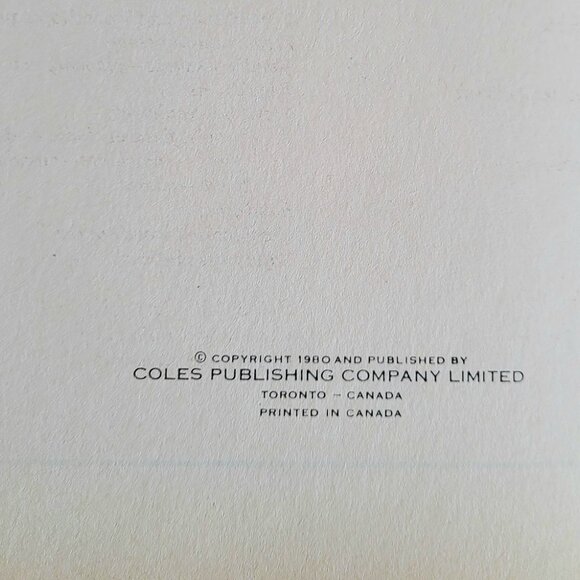 © COPYRIGHT 1980 AND PUBLISHED BY
COLES PUBLISHING COMPANY LIMITED
TORONTO – CANADA
PRINTED IN CANADA